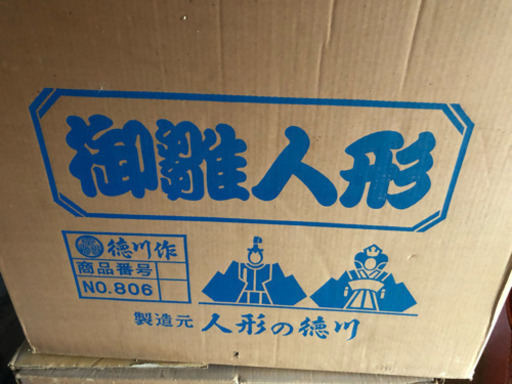 御雛人形
徳川作
商品番号
NO.806
製造元 人形の徳川